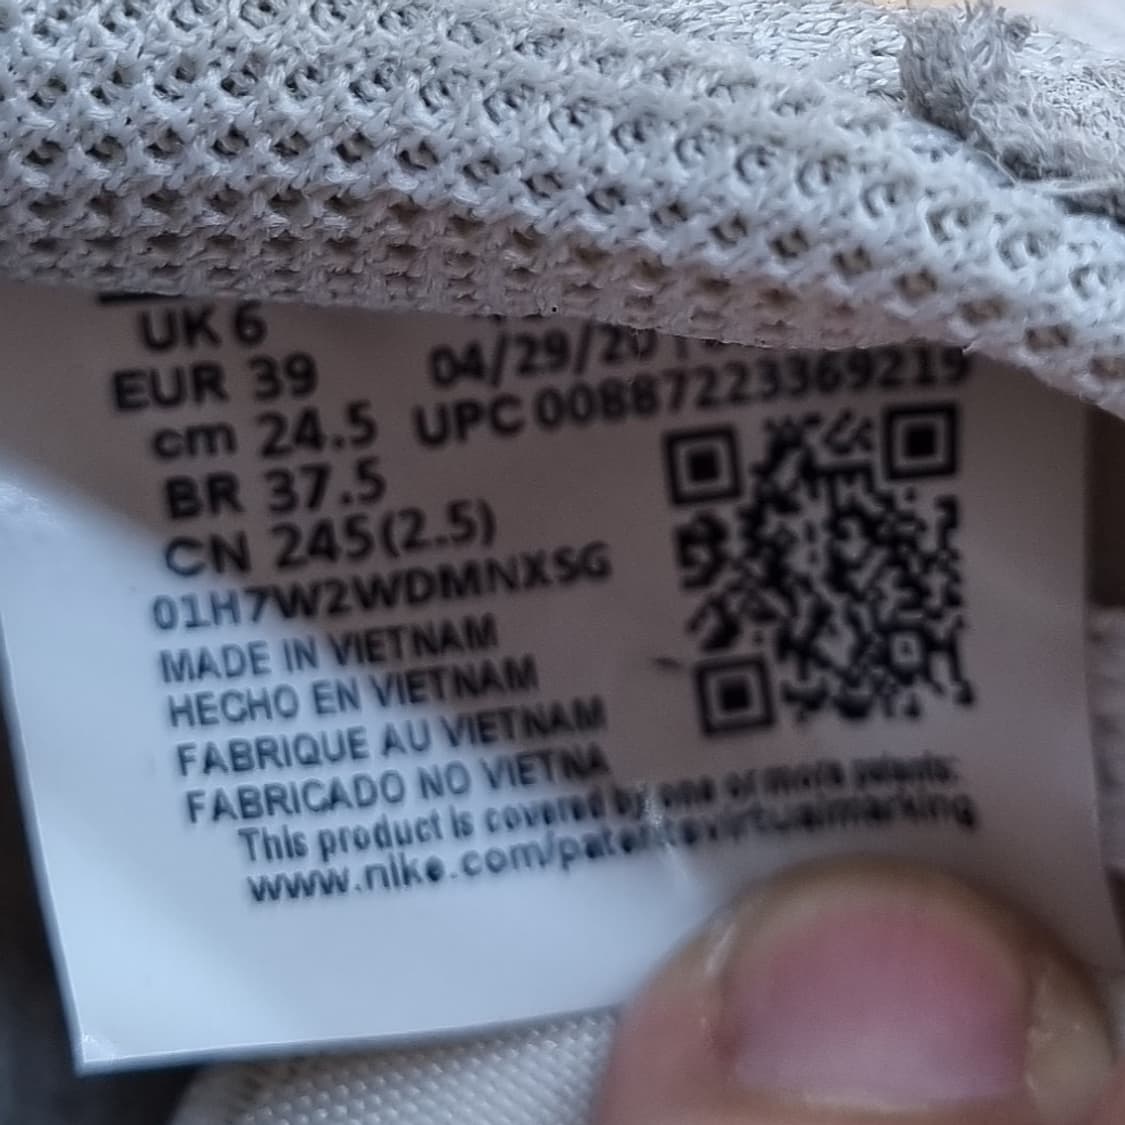 UK 6
EUR 39
04/29/20
cm 24.5
UPC 00887223369219
BR 37.5
CN 245(2.5)
01H7W2WDMNXSG
MADE IN VIETNAM
HECHO EN VIETNAM
FABRIQUE AU VIETNAM
FABRICADO NO VIETNA
This product is covered by one or more patents:
www.nike.com/patentsvirtualmarking